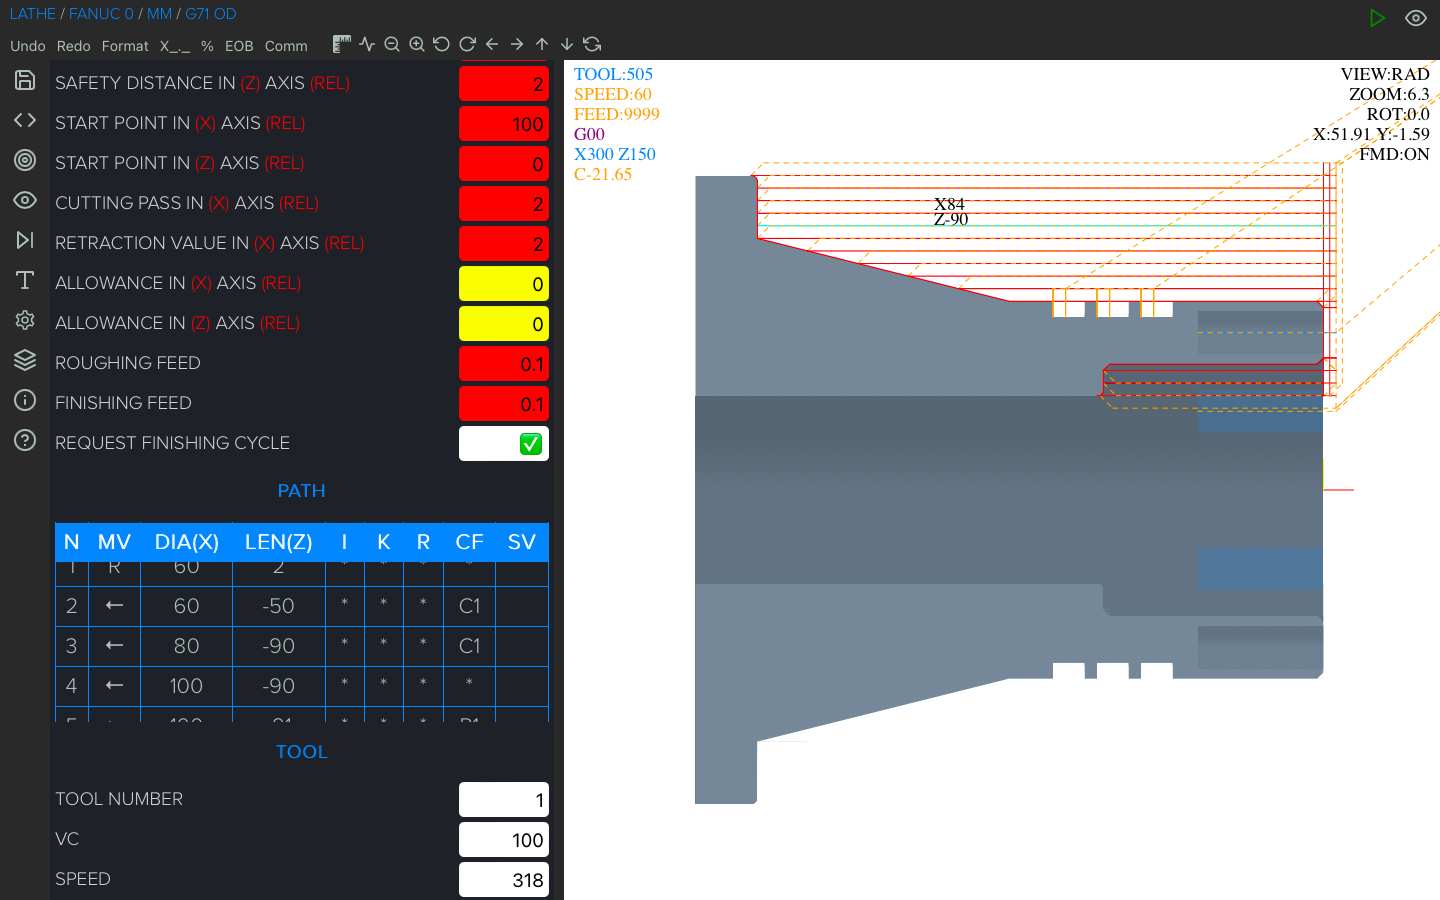 LATHE / FANUC 0 / MM / G71 OD
Undo Redo Format X_._ % EOB Comm
SAFETY DISTANCE IN (Z) AXIS (REL) 2
START POINT IN (X) AXIS (REL) 100
START POINT IN (Z) AXIS (REL) 0
CUTTING PASS IN (X) AXIS (REL) 2
RETRACTION VALUE IN (X) AXIS (REL) 2
ALLOWANCE IN (X) AXIS (REL) 0
ALLOWANCE IN (Z) AXIS (REL) 0
ROUGHING FEED 0.1
FINISHING FEED 0.1
REQUEST FINISHING CYCLE
PATH
N MV DIA(X) LEN(Z) I K R CF SV
1 R 60 2 * * * *
2 ← 60 -50 * * * C1
3 ← 80 -90 * * * C1
4 ← 100 -90 * * * *
TOOL
TOOL NUMBER 1
VC 100
SPEED 318
TOOL:505
SPEED:60
FEED:9999
G00
X300 Z150
C-21.65
VIEW:RAD
ZOOM:6.3
ROT:0.0
X:51.91 Y:-1.59
FMD:ON
X84
Z-90